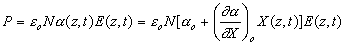 P = ε₀Nα(z,t)E(z,t) = ε₀N[α₀ + (∂α/∂X)₀ X(z,t)]E(z,t)